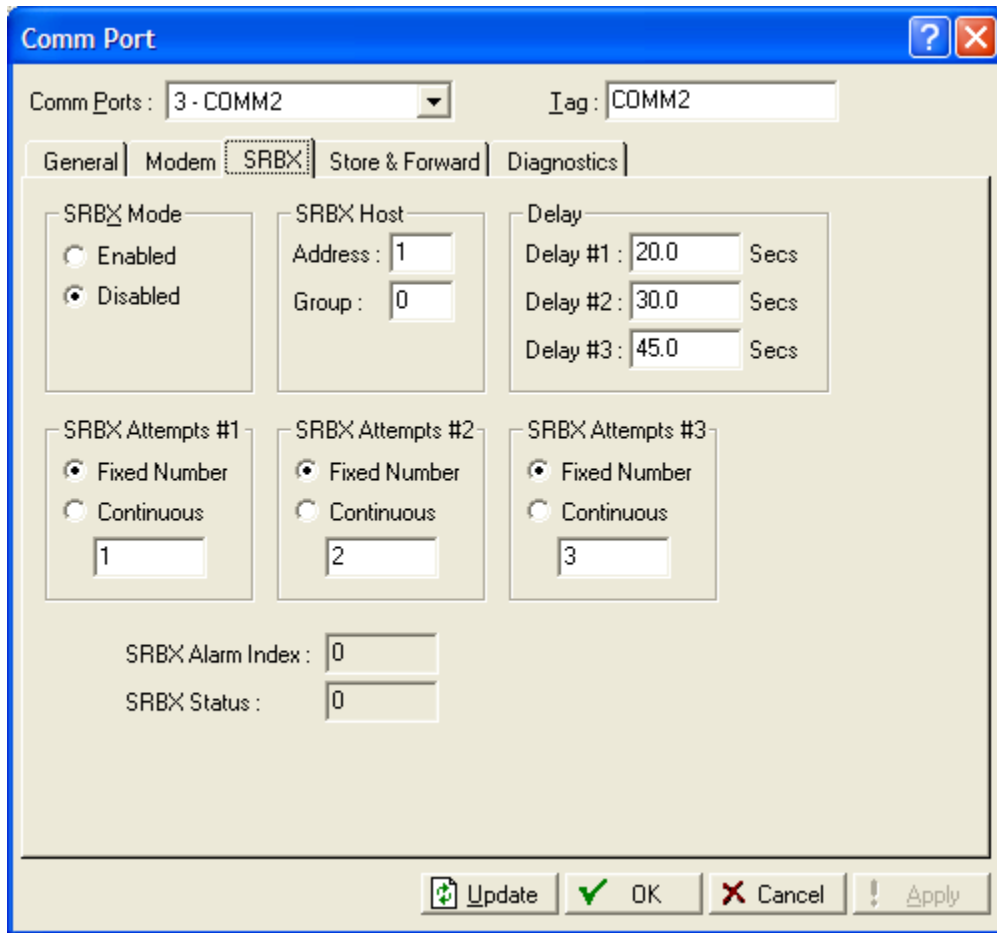 Comm Port
Comm Ports : 3 - COMM2 Tag : COMM2
General Modem SRBX Store & Forward Diagnostics
SRBX Mode SRBX Host Delay
Enabled Address : 1 Delay #1 : 20.0 Secs
Disabled Group : 0 Delay #2 : 30.0 Secs
Delay #3 : 45.0 Secs
SRBX Attempts #1 SRBX Attempts #2 SRBX Attempts #3
Fixed Number Fixed Number Fixed Number
Continuous Continuous Continuous
1 2 3
SRBX Alarm Index : 0
SRBX Status : 0
Update OK Cancel ! Apply